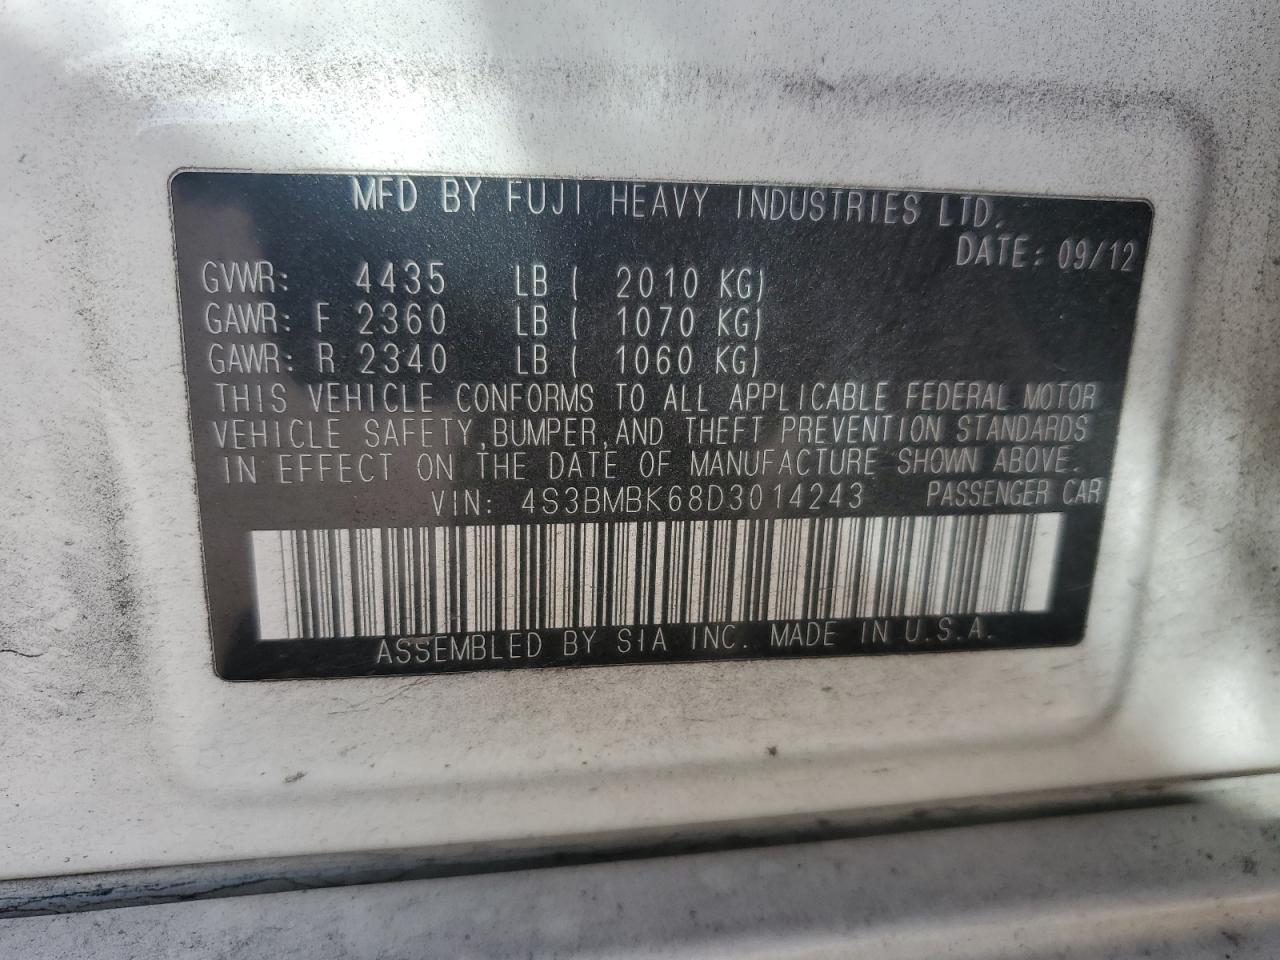 MFD BY FUJI HEAVY INDUSTRIES LTD.
DATE: 09/12
GVWR: 4435 LB ( 2010 KG)
GAWR: F 2360 LB ( 1070 KG)
GAWR: R 2340 LB ( 1060 KG)
THIS VEHICLE CONFORMS TO ALL APPLICABLE FEDERAL MOTOR
VEHICLE SAFETY,BUMPER,AND THEFT PREVENTION STANDARDS
IN EFFECT ON THE DATE OF MANUFACTURE SHOWN ABOVE.
VIN: 4S3BMBK68D3014243 PASSENGER CAR
ASSEMBLED BY SIA INC. MADE IN U.S.A.